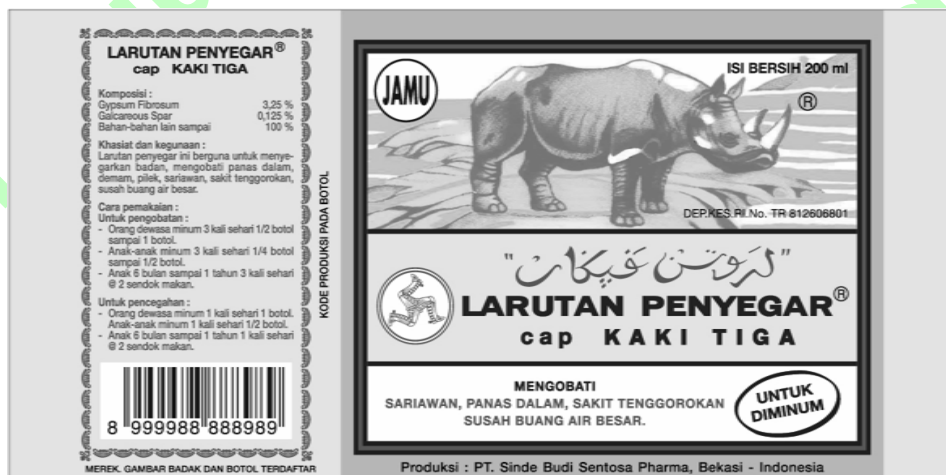 LARUTAN PENYEGAR®
cap KAKI TIGA
Komposisi :
Gypsum Fibrosum 3,25 %
Galcareous Spar 0,125 %
Bahan-bahan lain sampai 100 %
Khasiat dan kegunaan :
Larutan penyegar ini berguna untuk menye-
garkan badan, mengobati panas dalam,
demam, pilek, sariawan, sakit tenggorokan,
susah buang air besar.
Cara pemakaian :
Untuk pengobatan :
- Orang dewasa minum 3 kali sehari 1/2 botol
sampai 1 botol.
- Anak-anak minum 3 kali sehari 1/4 botol
sampai 1/2 botol.
- Anak 6 bulan sampai 1 tahun 3 kali sehari
@ 2 sendok makan.
Untuk pencegahan :
- Orang dewasa minum 1 kali sehari 1 botol.
Anak-anak minum 1 kali sehari 1/2 botol.
- Anak 6 bulan sampai 1 tahun 1 kali sehari
@ 2 sendok makan.
8 999988 888989
MEREK. GAMBAR BADAK DAN BOTOL TERDAFTAR
KODE PRODUKSI PADA BOTOL
JAMU
ISI BERSIH 200 ml
®
DEP.KES.RI.No. TR 812606801
LARUTAN PENYEGAR®
cap KAKI TIGA
MENGOBATI
SARIAWAN, PANAS DALAM, SAKIT TENGGOROKAN
SUSAH BUANG AIR BESAR.
UNTUK
DIMINUM
Produksi : PT. Sinde Budi Sentosa Pharma, Bekasi - Indonesia